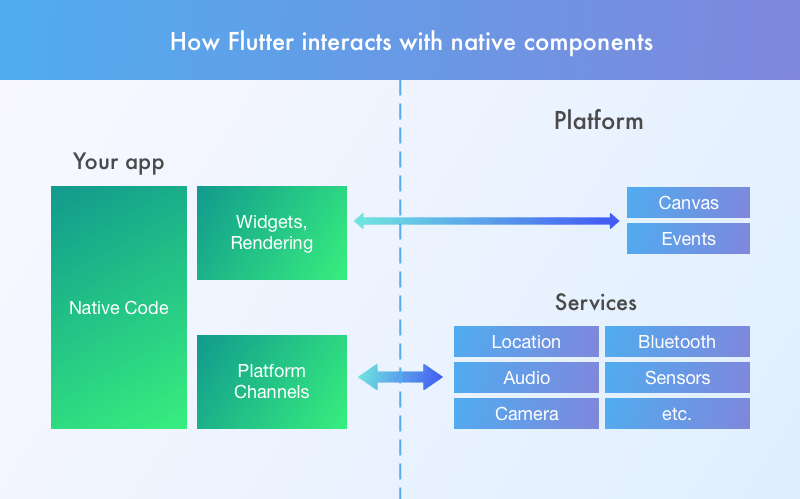 How Flutter interacts with native components
Your app
Native Code
Widgets,
Rendering
Platform
Channels
Platform
Canvas
Events
Services
Location
Bluetooth
Audio
Sensors
Camera
etc.